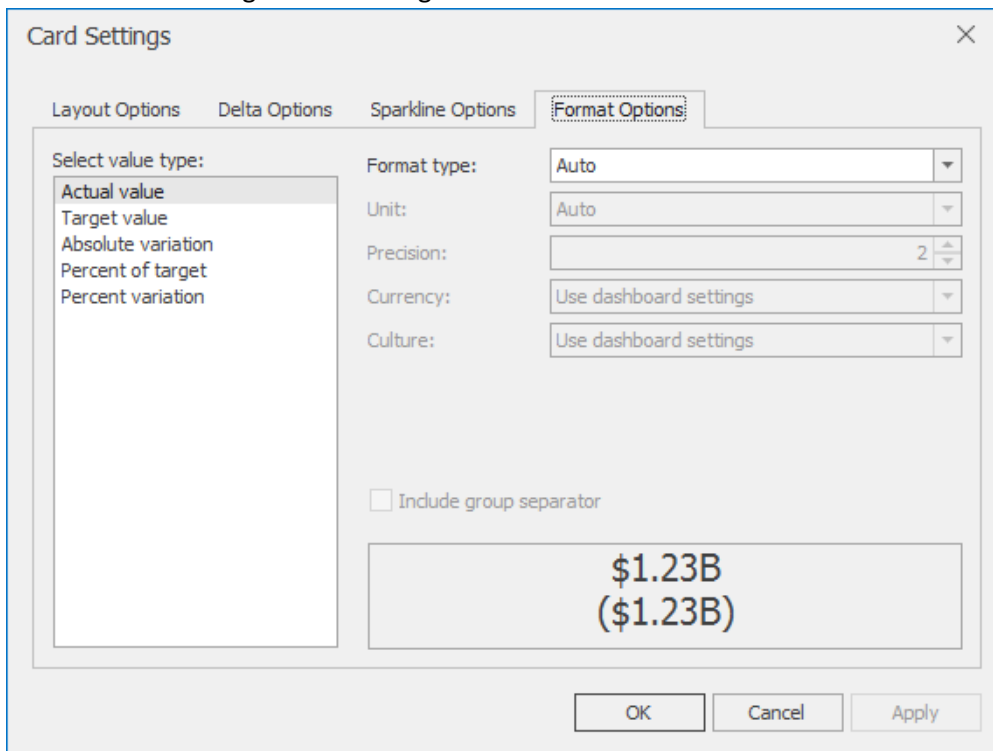 Card Settings
Layout Options Delta Options Sparkline Options Format Options
Select value type:
Actual value
Target value
Absolute variation
Percent of target
Percent variation
Format type: Auto
Unit: Auto
Precision: 2
Currency: Use dashboard settings
Culture: Use dashboard settings
Include group separator
$1.23B
($1.23B)
OK Cancel Apply